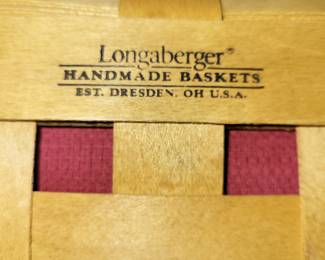 Longaberger®
HANDMADE BASKETS
EST. DRESDEN, OH U.S.A.